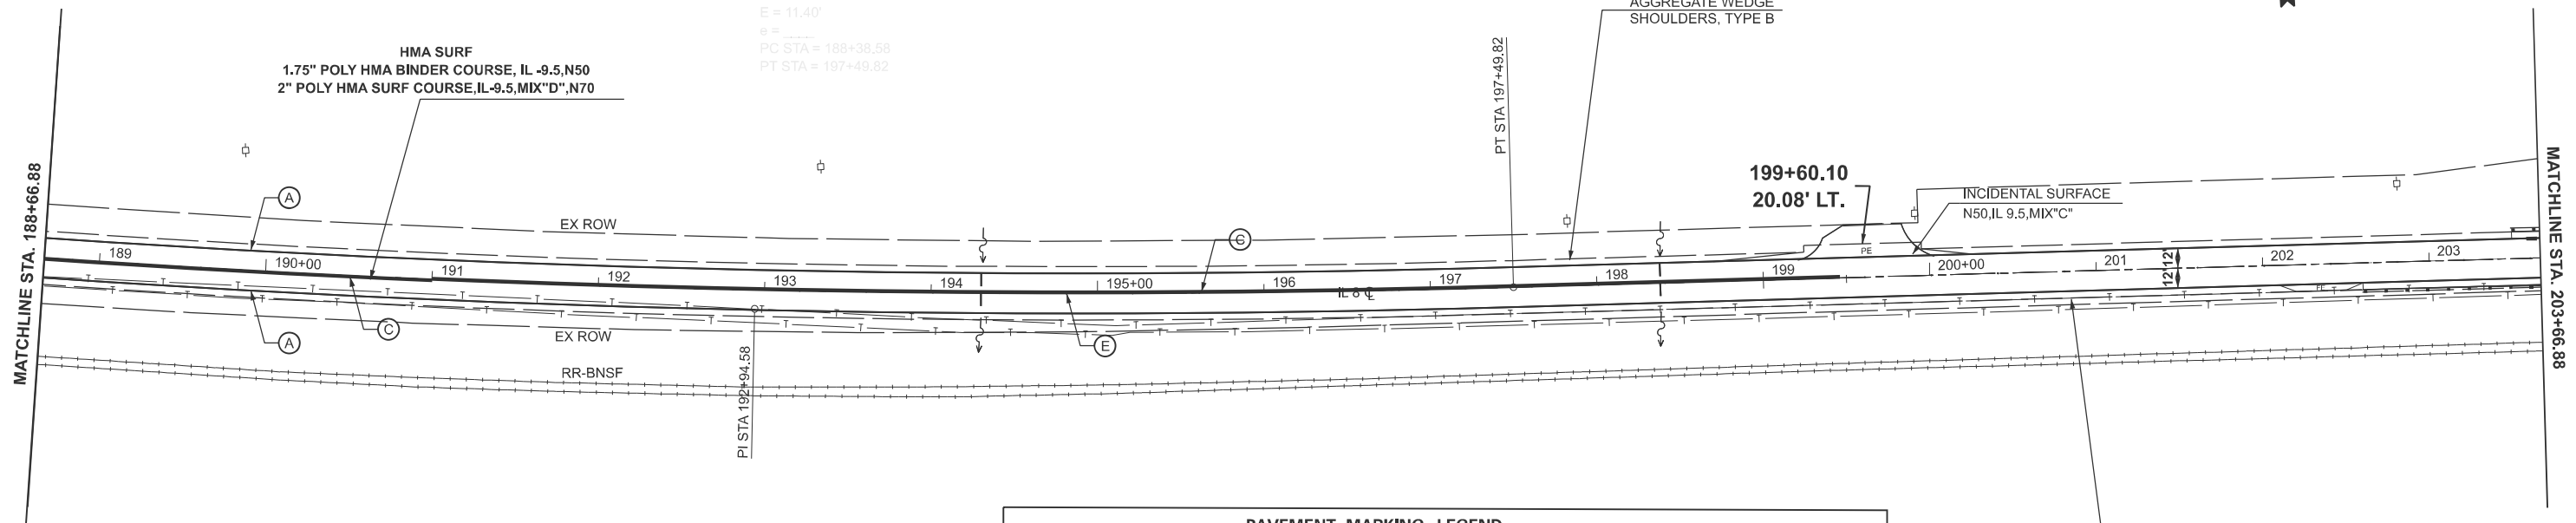 E = 11.40'
e = ____
PC STA = 188+38.58
PT STA = 197+49.82
AGGREGATE WEDGE
SHOULDERS, TYPE B
HMA SURF
1.75" POLY HMA BINDER COURSE, IL -9.5,N50
2" POLY HMA SURF COURSE,IL-9.5,MIX"D",N70
PT STA 197+49.82
MATCHLINE STA. 188+66.88
MATCHLINE STA. 203+66.88
199+60.10
20.08' LT.
INCIDENTAL SURFACE
N50,IL 9.5,MIX"C"
A
EX ROW
C
PE
189
190+00
191
192
193
194
195+00
196
197
198
199
200+00
201
202
203
12'
12'
IL 8 ℄
PE
A
C
E
EX ROW
RR-BNSF
PI STA 192+94.58
PAVEMENT MARKING LEGEND